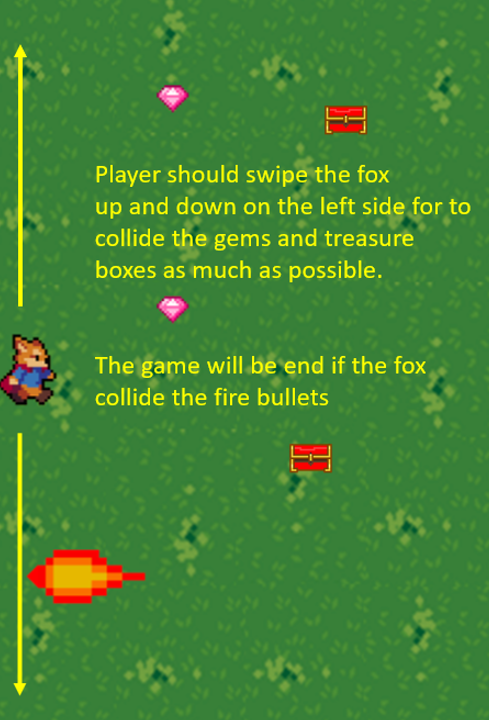 Player should swipe the fox
up and down on the left side for to
collide the gems and treasure
boxes as much as possible.
The game will be end if the fox
collide the fire bullets